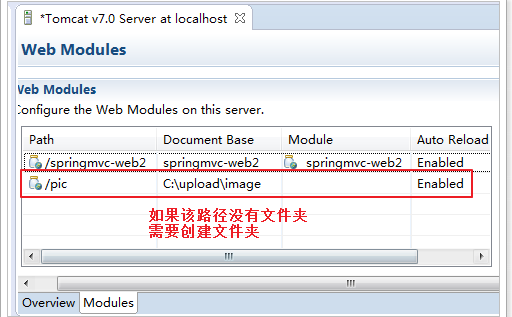 *Tomcat v7.0 Server at localhost
Web Modules
Web Modules
Configure the Web Modules on this server.
Path Document Base Module Auto Reload
/springmvc-web2 springmvc-web2 springmvc-web2 Enabled
/pic C:\upload\image Enabled
如果该路径没有文件夹
需要创建文件夹
Overview Modules